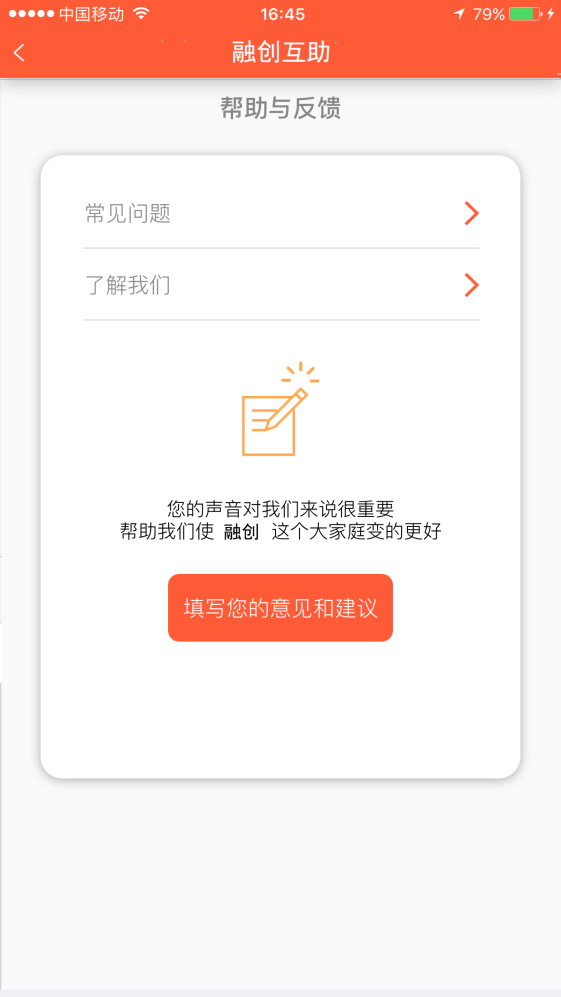 中国移动 16:45 79%
融创互助
帮助与反馈
常见问题
了解我们
您的声音对我们来说很重要
帮助我们使 融创 这个大家庭变的更好
填写您的意见和建议